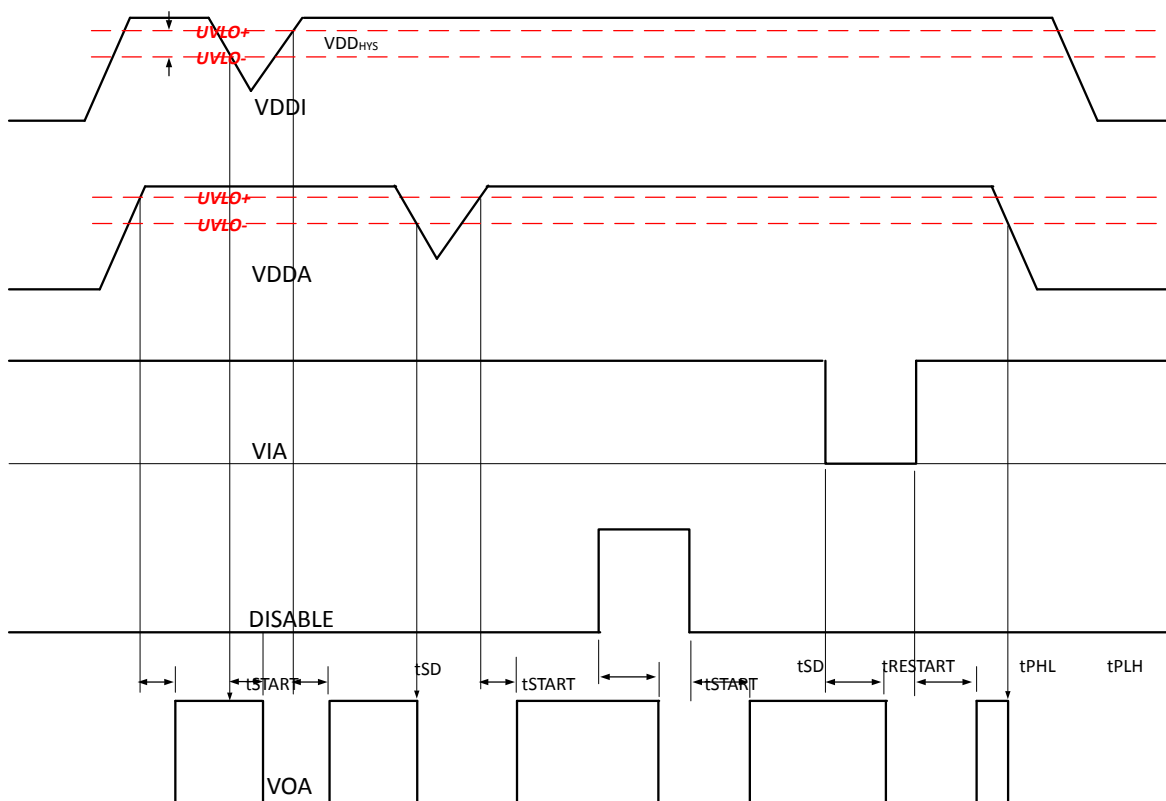 UVLO+
VDDHYS
UVLO-
VDDI
UVLO+
UVLO-
VDDA
VIA
DISABLE
tSTART
tSD
tSTART
tSTART
tSD
tRESTART
tPHL
tPLH
VOA